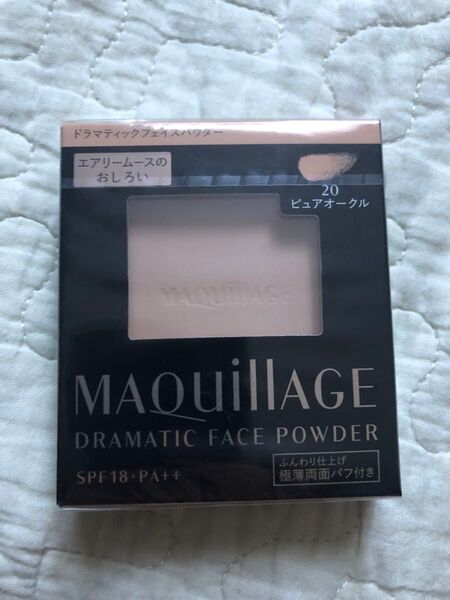 ドラマティックフェイスパウダー
エアリームースの
おしろい
20
ピュアオークル
MAQuillAGE
MAQuillAGE
DRAMATIC FACE POWDER
SPF18・PA++
ふんわり仕上げ
極薄両面パフ付き